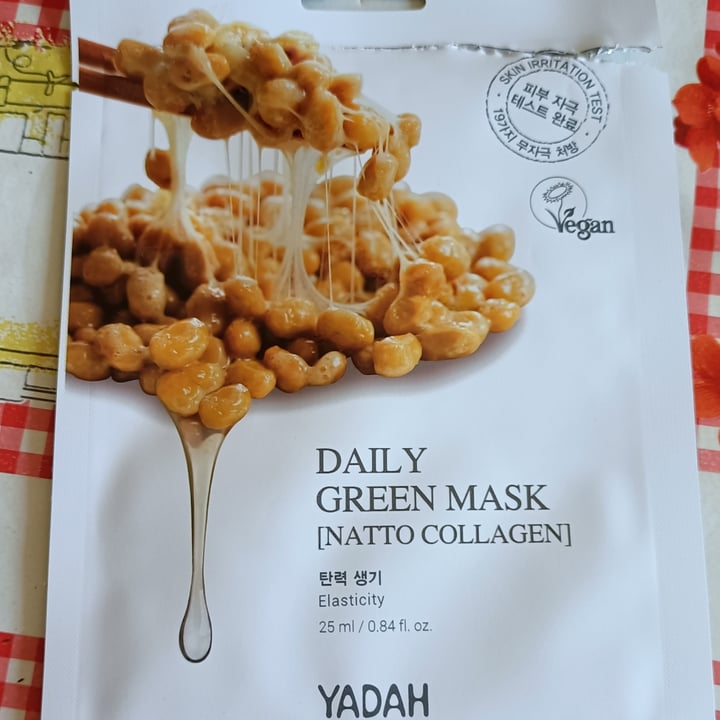 SKIN IRRITATION TEST
피부 자극
테스트 완료
19가지 무자극 처방
Vegan
DAILY
GREEN MASK
[NATTO COLLAGEN]
탄력 생기
Elasticity
25 ml / 0.84 fl. oz.
YADAH